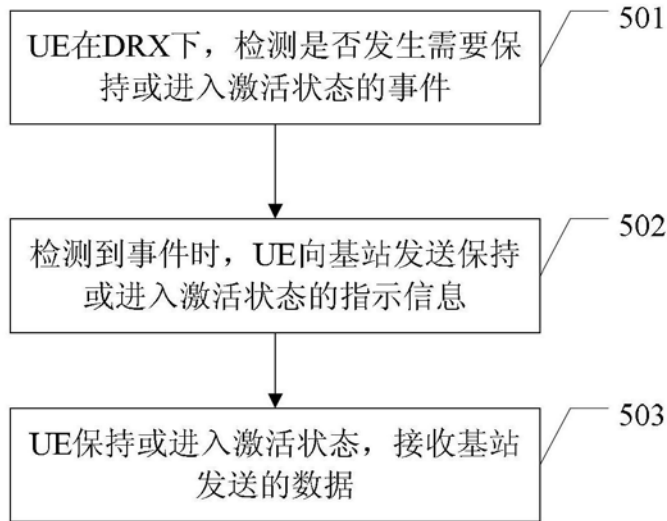 501
UE在DRX下，检测是否发生需要保
持或进入激活状态的事件
502
检测到事件时，UE向基站发送保持
或进入激活状态的指示信息
503
UE保持或进入激活状态，接收基站
发送的数据